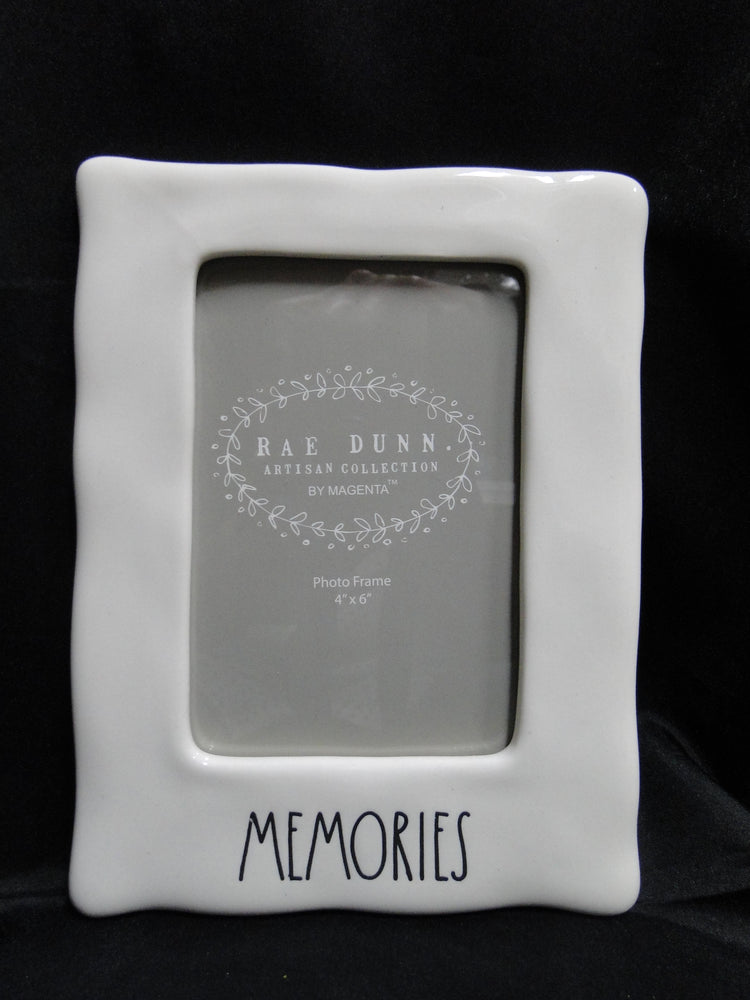 RAE DUNN.
ARTISAN COLLECTION
BY MAGENTA™
Photo Frame
4" x 6"
MEMORIES